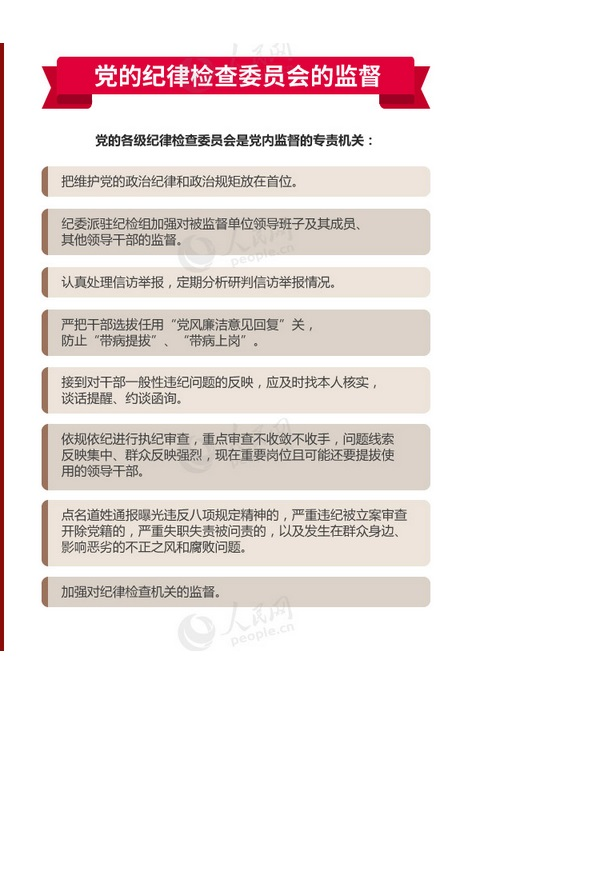 党的纪律检查委员会的监督
党的各级纪律检查委员会是党内监督的专责机关：
把维护党的政治纪律和政治规矩放在首位。
纪委派驻纪检组加强对被监督单位领导班子及其成员、
其他领导干部的监督。
人民网
people.cn
认真处理信访举报，定期分析研判信访举报情况。
严把干部选拔任用“党风廉洁意见回复”关，
防止“带病提拔”、“带病上岗”。
接到对干部一般性违纪问题的反映，应及时找本人核实，
谈话提醒、约谈函询。
依规依纪进行执纪审查，重点审查不收敛不收手，问题线索
反映集中、群众反映强烈，现在重要岗位且可能还要提拔使
用的领导干部。
点名道姓通报曝光违反八项规定精神的，严重违纪被立案审查
开除党籍的，严重失职失责被问责的，以及发生在群众身边、
影响恶劣的不正之风和腐败问题。
加强对纪律检查机关的监督。
人民网
people.cn